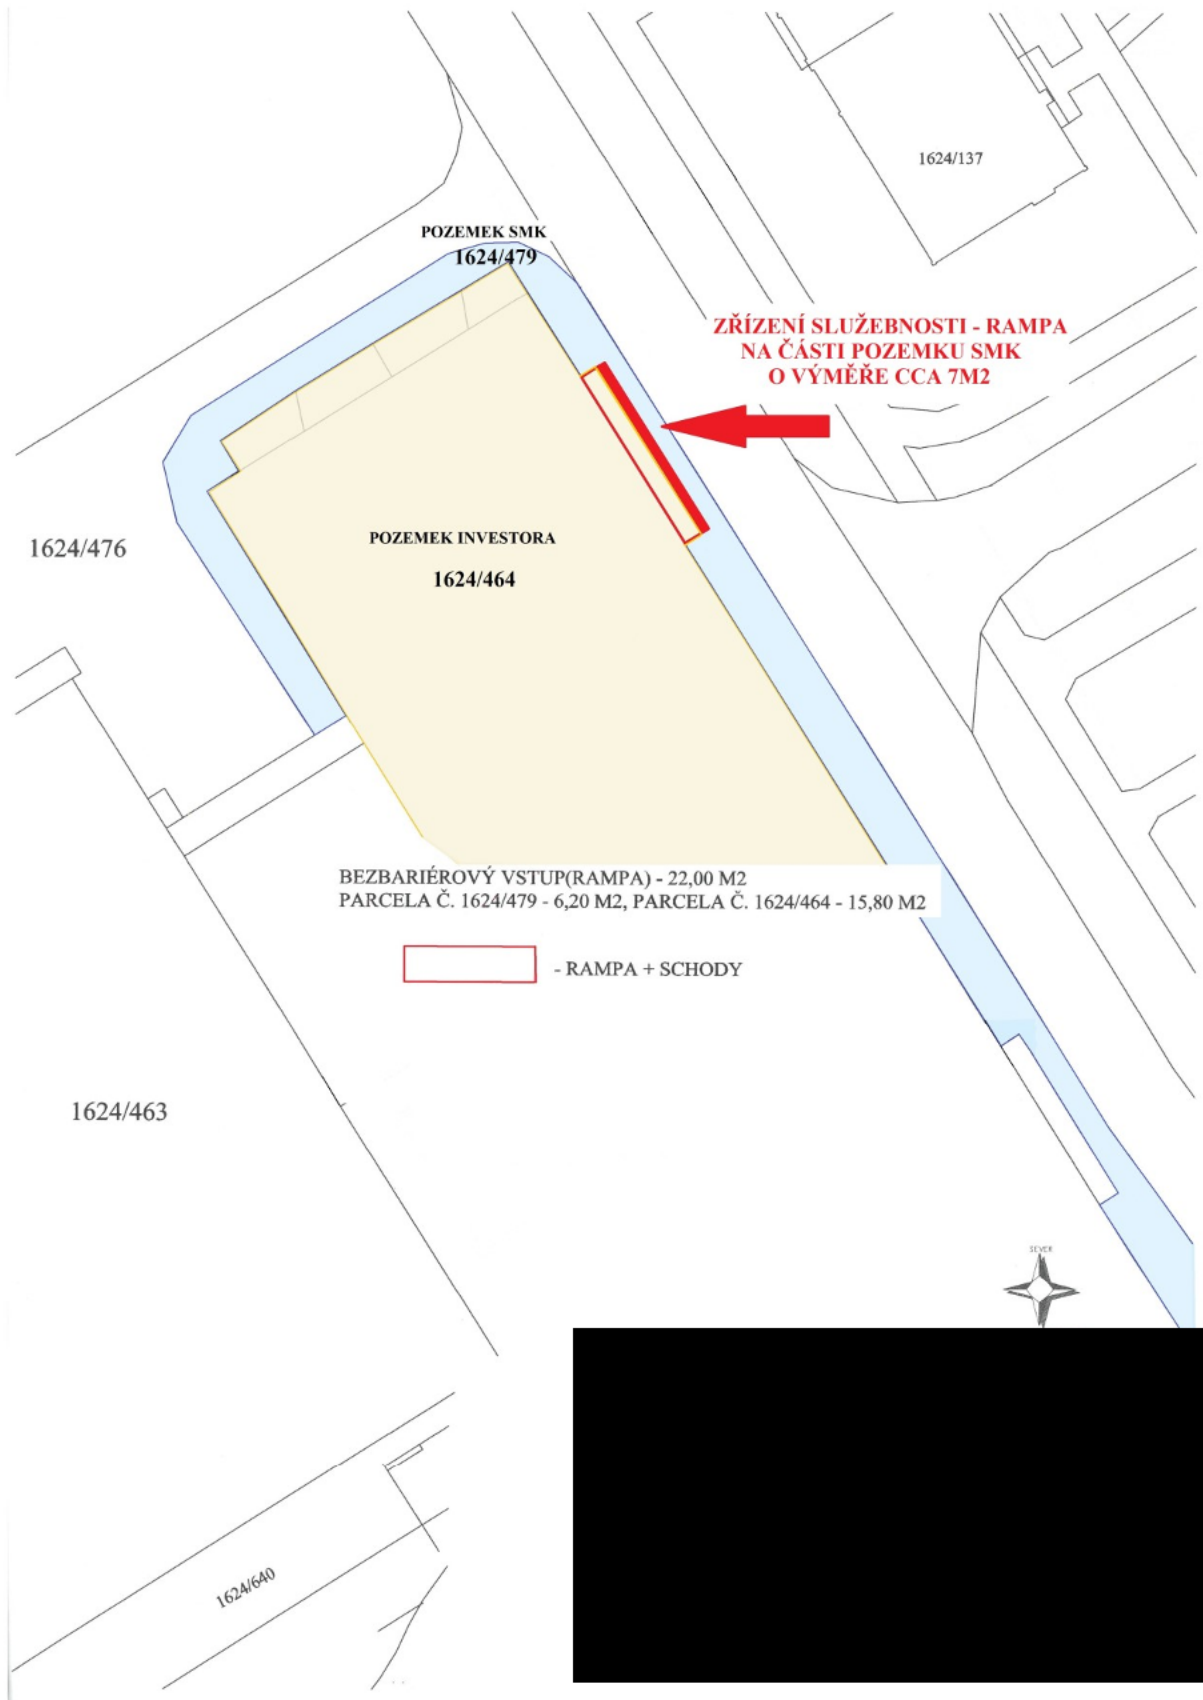 1624/137
POZEMEK SMK
1624/479
ZŘÍZENÍ SLUŽEBNOSTI - RAMPA
NA ČÁSTI POZEMKU SMK
O VÝMĚŘE CCA 7M2
1624/476
POZEMEK INVESTORA
1624/464
BEZBARIÉROVÝ VSTUP(RAMPA) - 22,00 M2
PARCELA Č. 1624/479 - 6,20 M2, PARCELA Č. 1624/464 - 15,80 M2
- RAMPA + SCHODY
1624/463
SEVER
1624/640